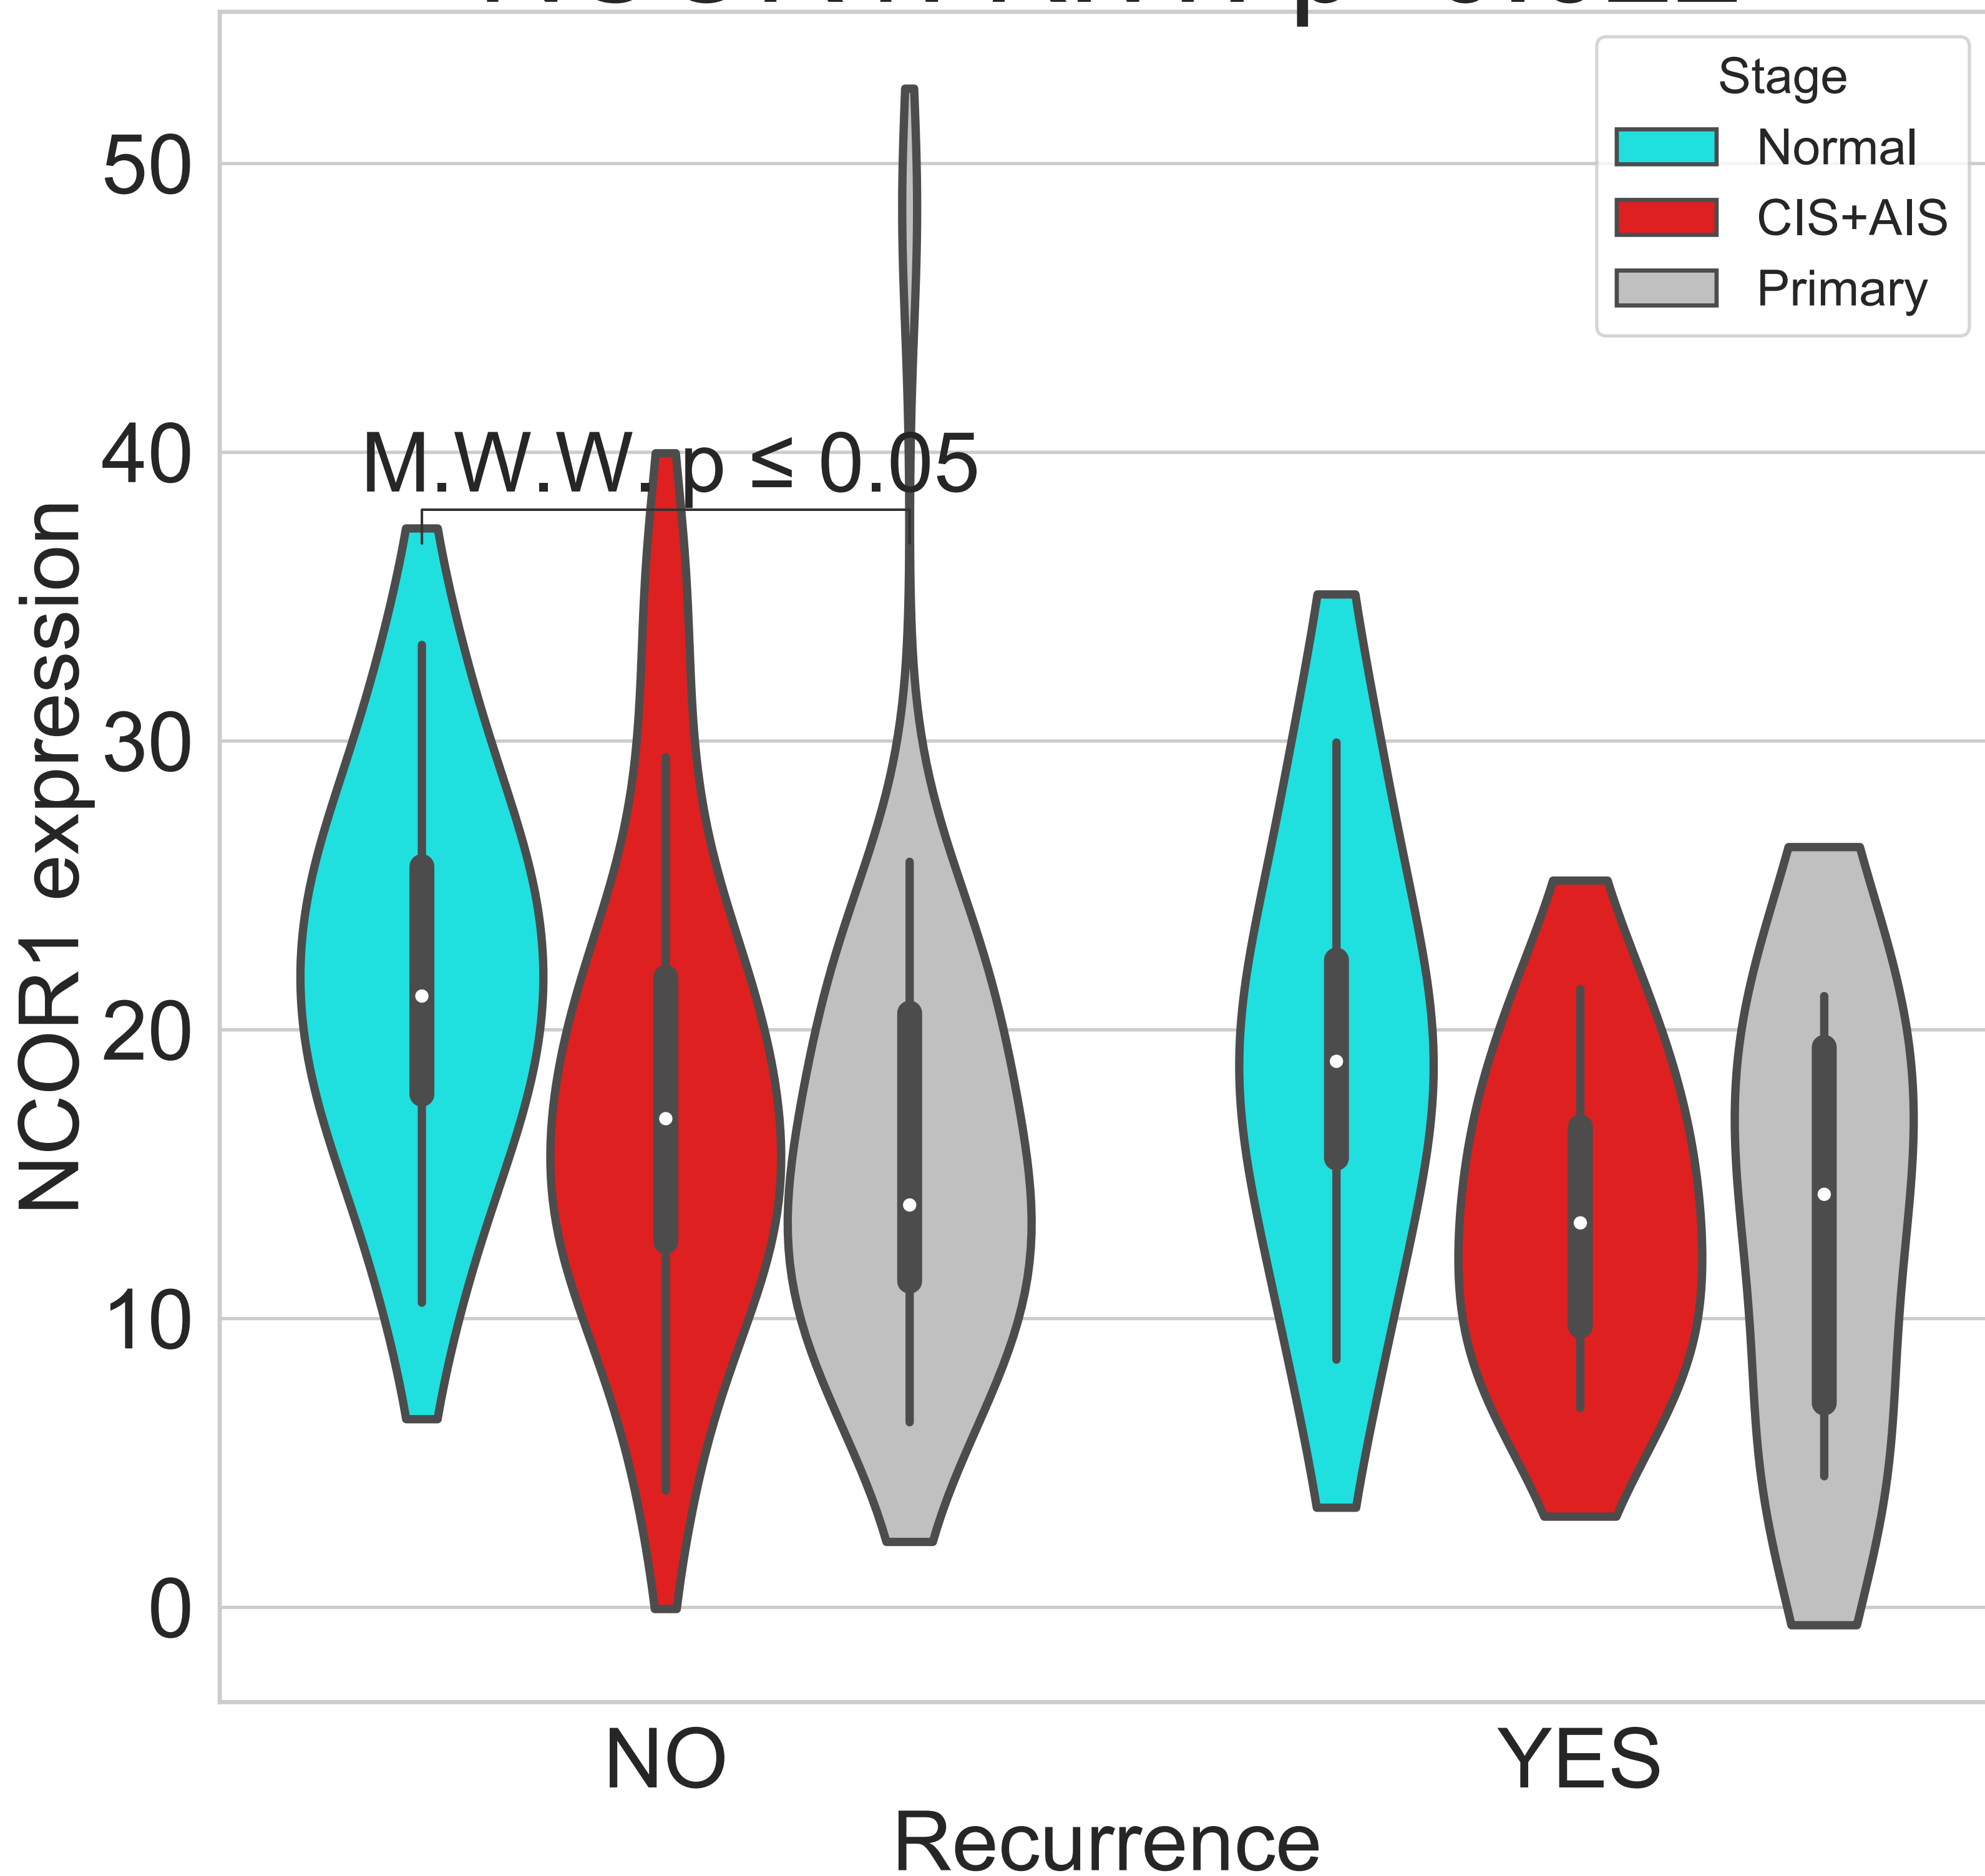 Stage
Normal
CIS+AIS
Primary
50
40
30
20
10
0
M.W.W. p ≤ 0.05
NCOR1 expression
NO YES
Recurrence